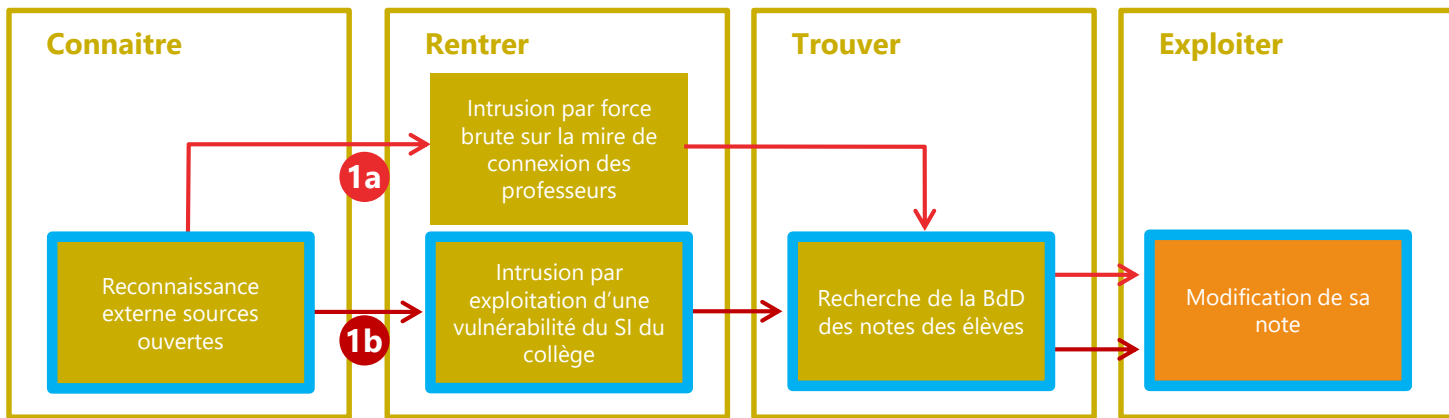 Connaitre
Rentrer
Trouver
Exploiter
Intrusion par force
brute sur la mire de
connexion des
professeurs
1a
Reconnaissance
externe sources
ouvertes
1b
Intrusion par
exploitation d’une
vulnérabilité du SI du
collège
Recherche de la BdD
des notes des élèves
Modification de sa
note